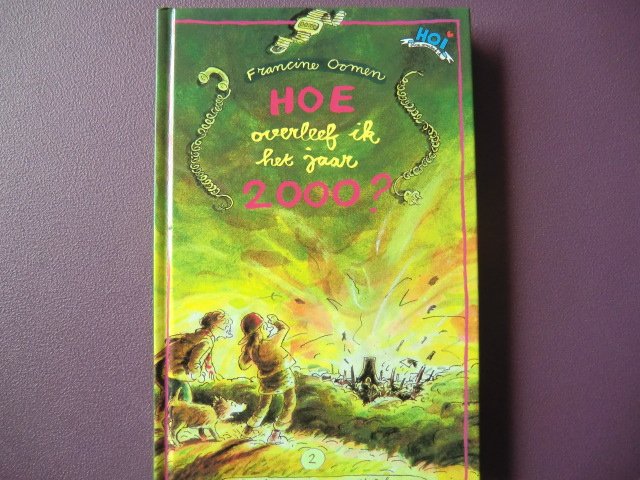 HOi
Francine Oomen
HOE
overleef ik
het jaar
2000?
2